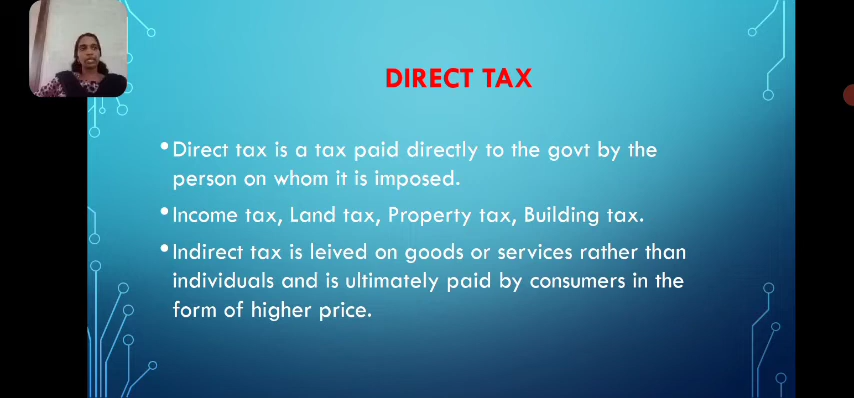 DIRECT TAX
•Direct tax is a tax paid directly to the govt by the
person on whom it is imposed.
•Income tax, Land tax, Property tax, Building tax.
•Indirect tax is leived on goods or services rather than
individuals and is ultimately paid by consumers in the
form of higher price.